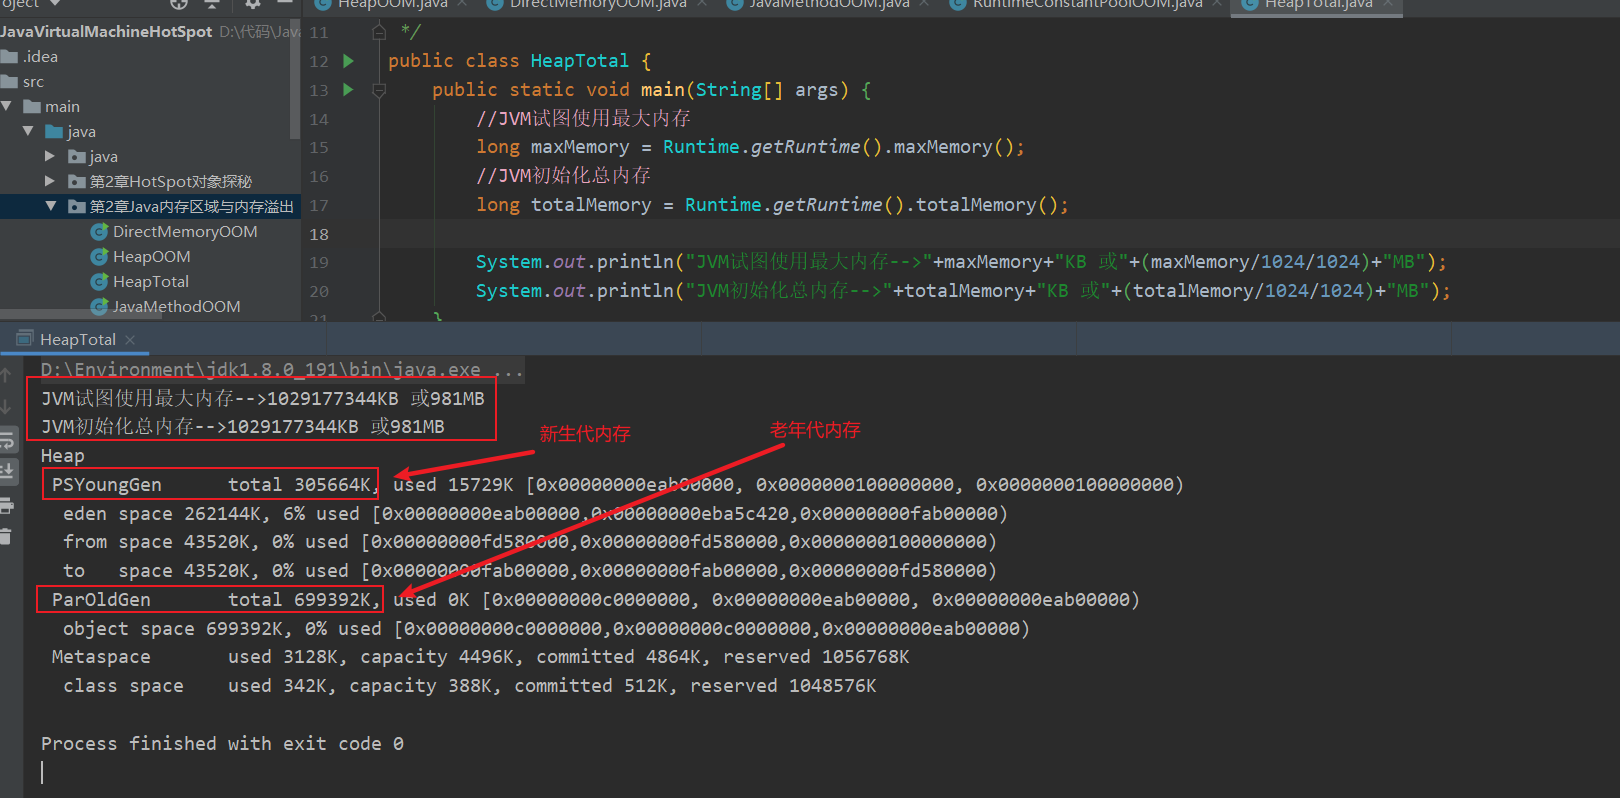 oject
HeapOOM.java × DirectMemoryOOM.java × JavaMethodOOM.java × RuntimeConstantPoolOOM.java × HeapTotal.java ×
JavaVirtualMachineHotSpot D:\代码\Java
.idea
src
main
java
java
第2章HotSpot对象探秘
第2章Java内存区域与内存溢出
DirectMemoryOOM
HeapOOM
HeapTotal
JavaMethodOOM
11 */
12 public class HeapTotal {
13 public static void main(String[] args) {
14 //JVM试图使用最大内存
15 long maxMemory = Runtime.getRuntime().maxMemory();
16 //JVM初始化总内存
17 long totalMemory = Runtime.getRuntime().totalMemory();
18
19 System.out.println("JVM试图使用最大内存-->"+maxMemory+"KB 或"+(maxMemory/1024/1024)+"MB");
20 System.out.println("JVM初始化总内存-->"+totalMemory+"KB 或"+(totalMemory/1024/1024)+"MB");
21 }
HeapTotal ×
D:\Environment\jdk1.8.0_191\bin\java.exe ...
JVM试图使用最大内存-->1029177344KB 或981MB
JVM初始化总内存-->1029177344KB 或981MB
新生代内存
老年代内存
Heap
PSYoungGen total 305664K, used 15729K [0x00000000eab00000, 0x0000000100000000, 0x0000000100000000)
eden space 262144K, 6% used [0x00000000eab00000,0x00000000eba5c420,0x00000000fab00000)
from space 43520K, 0% used [0x00000000fd580000,0x00000000fd580000,0x0000000100000000)
to space 43520K, 0% used [0x00000000fab00000,0x00000000fab00000,0x00000000fd580000)
ParOldGen total 699392K, used 0K [0x00000000c0000000, 0x00000000eab00000, 0x00000000eab00000)
object space 699392K, 0% used [0x00000000c0000000,0x00000000c0000000,0x00000000eab00000)
Metaspace used 3128K, capacity 4496K, committed 4864K, reserved 1056768K
class space used 342K, capacity 388K, committed 512K, reserved 1048576K
Process finished with exit code 0